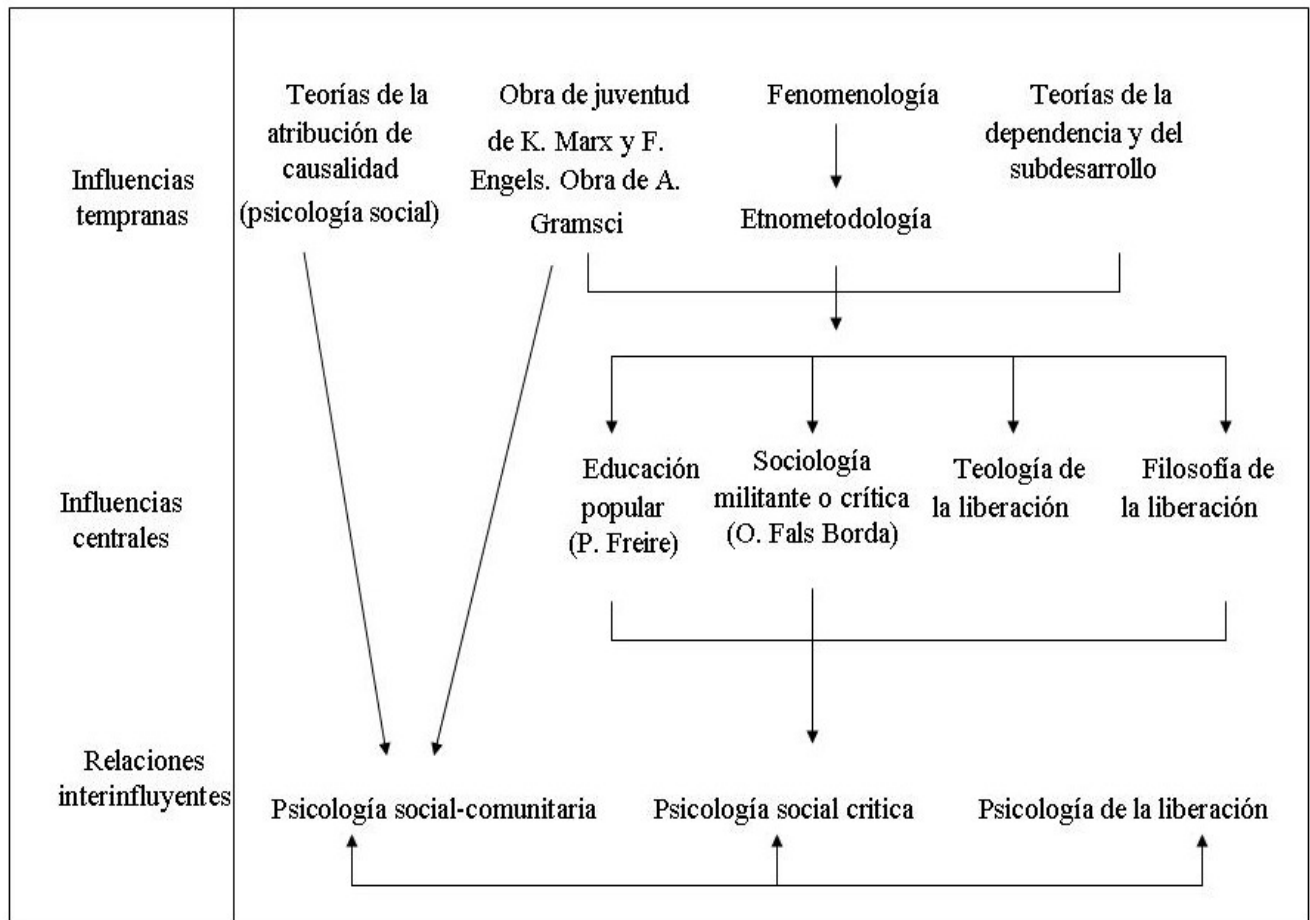 Influencias
tempranas
Teorías de la
atribución de
causalidad
(psicología social)
Obra de juventud
de K. Marx y F.
Engels. Obra de A.
Gramsci
Fenomenología
Etnometodología
Teorías de la
dependencia y del
subdesarrollo
Influencias
centrales
Educación
popular
(P. Freire)
Sociología
militante o crítica
(O. Fals Borda)
Teología de
la liberación
Filosofía de
la liberación
Relaciones
interinfluyentes
Psicología social-comunitaria
Psicología social critica
Psicología de la liberación